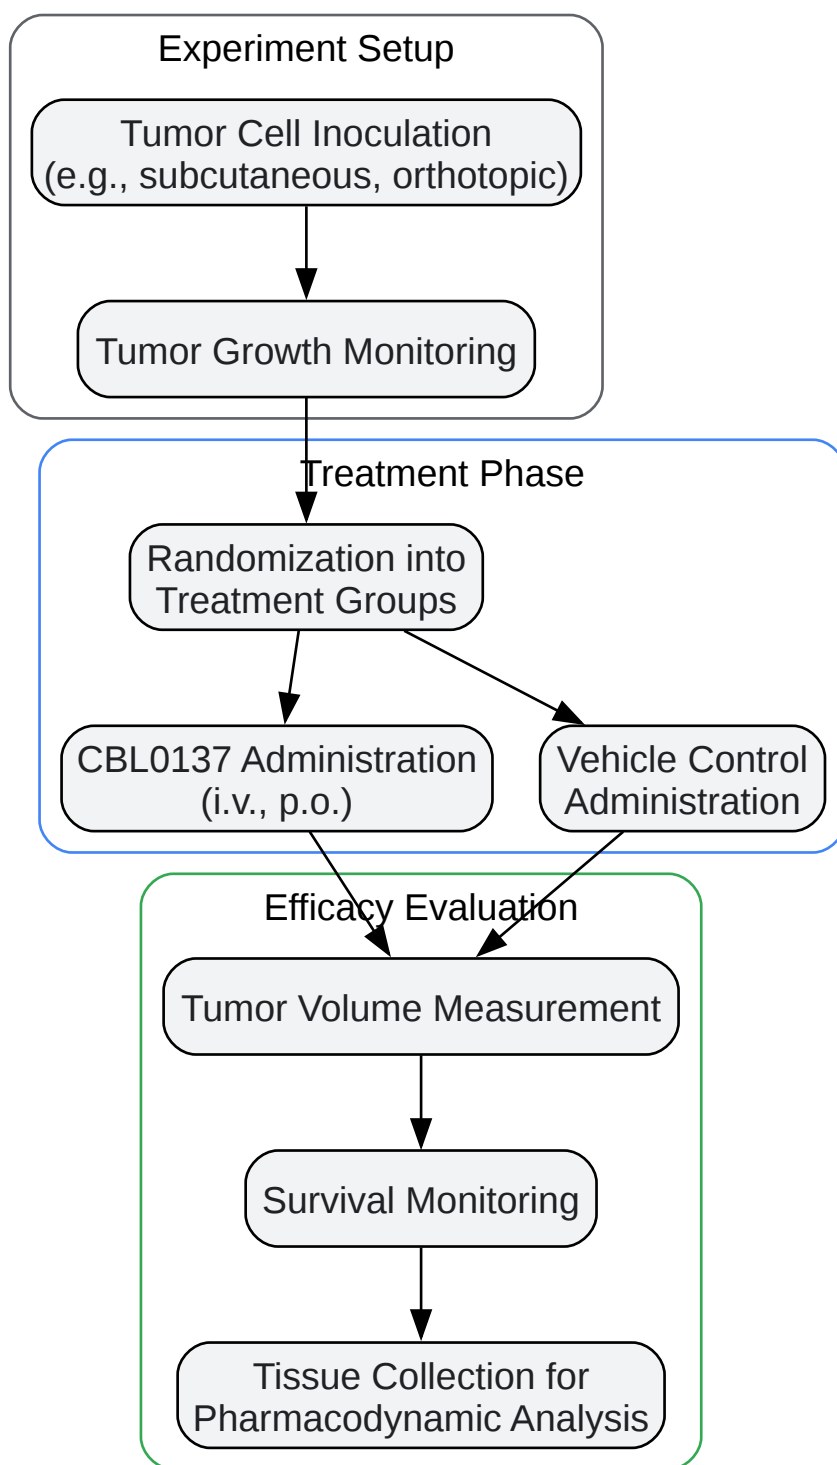 Experiment Setup
Tumor Cell Inoculation
(e.g., subcutaneous, orthotopic)
Tumor Growth Monitoring
Treatment Phase
Randomization into
Treatment Groups
CBL0137 Administration
(i.v., p.o.)
Vehicle Control
Administration
Efficacy Evaluation
Tumor Volume Measurement
Survival Monitoring
Tissue Collection for
Pharmacodynamic Analysis